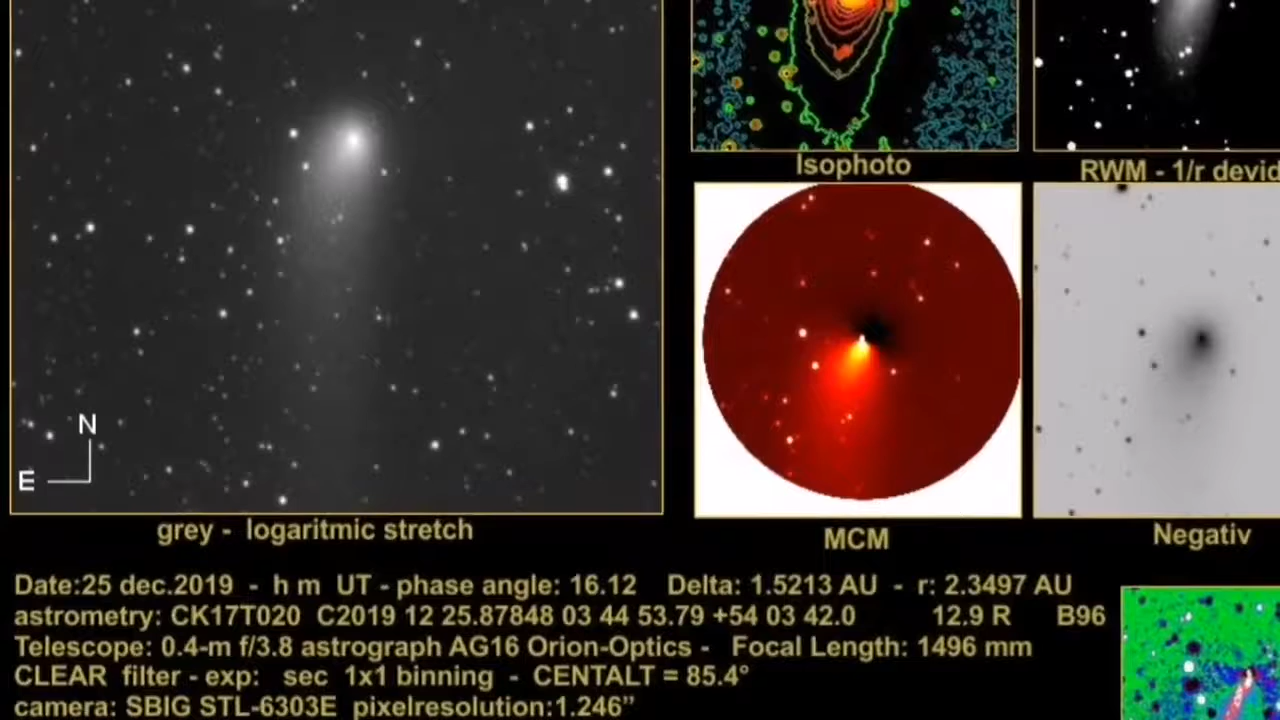 Isophoto
RWM - 1/r devid
N
E
grey - logaritmic stretch
MCM
Negativ
Date:25 dec.2019 - h m UT - phase angle: 16.12 Delta: 1.5213 AU - r: 2.3497 AU
astrometry: CK17T020 C2019 12 25.87848 03 44 53.79 +54 03 42.0 12.9 R B96
Telescope: 0.4-m f/3.8 astrograph AG16 Orion-Optics - Focal Length: 1496 mm
CLEAR filter - exp: sec 1x1 binning - CENTALT = 85.4°
camera: SBIG STL-6303E pixelresolution:1.246”